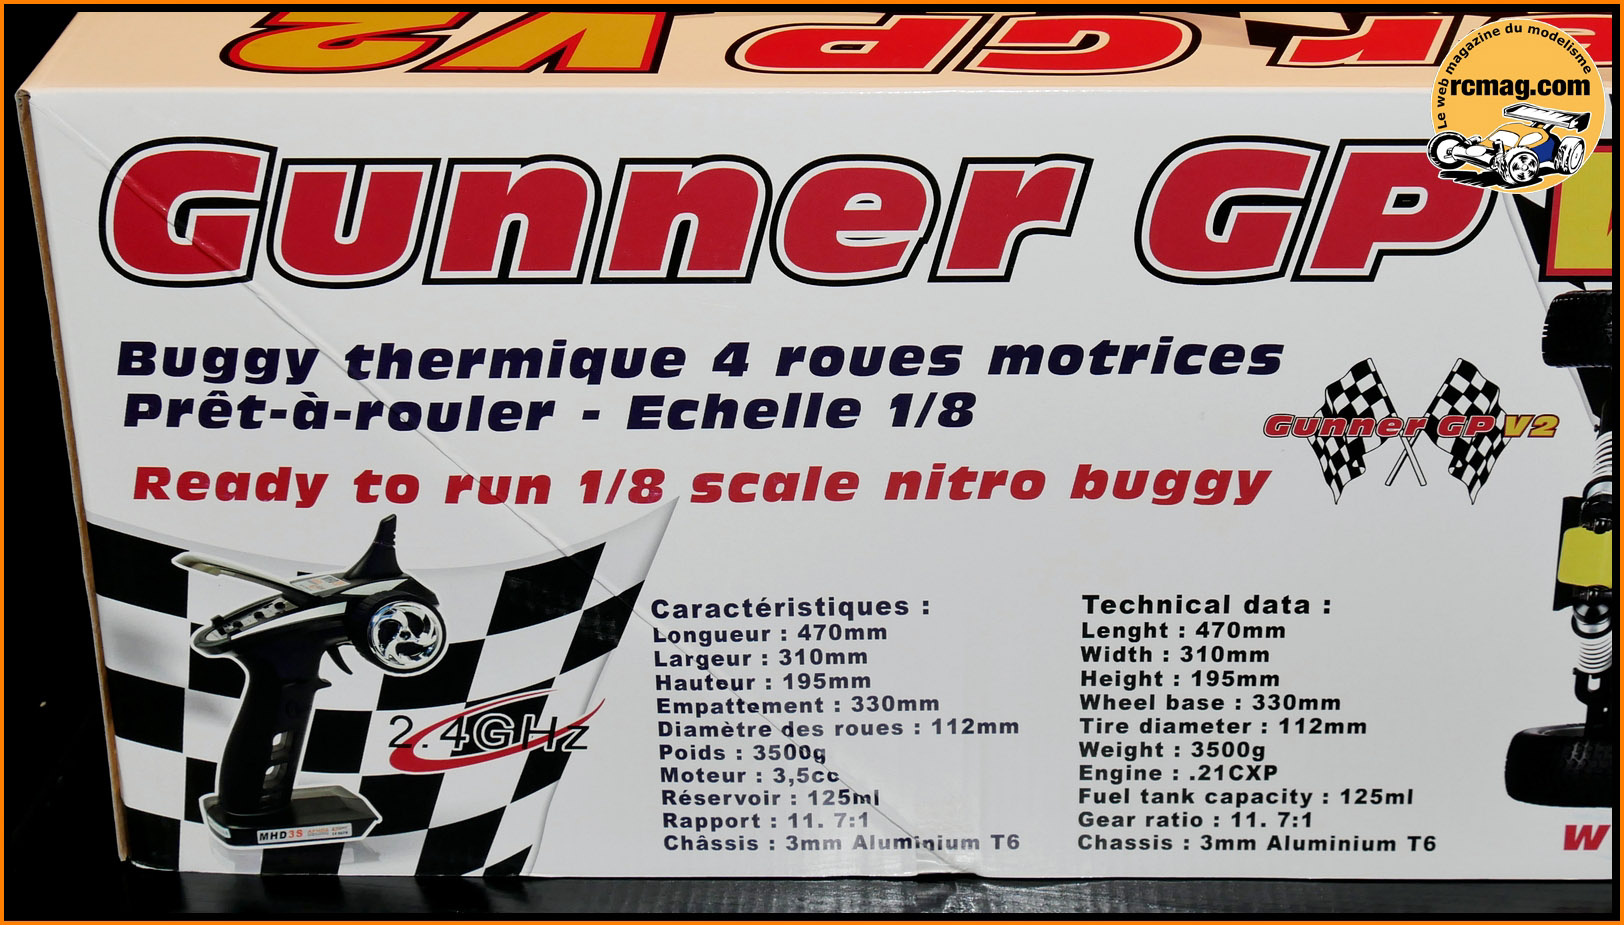 GP V2
Le web magazine du modelisme
rcmag.com
Gunner GP
Buggy thermique 4 roues motrices
Prêt-à-rouler - Echelle 1/8
Gunner GP V2
Ready to run 1/8 scale nitro buggy
2.4GHz
MHD3S
Caractéristiques :
Longueur : 470mm
Largeur : 310mm
Hauteur : 195mm
Empattement : 330mm
Diamètre des roues : 112mm
Poids : 3500g
Moteur : 3,5cc
Réservoir : 125ml
Rapport : 11. 7:1
Châssis : 3mm Aluminium T6
Technical data :
Lenght : 470mm
Width : 310mm
Height : 195mm
Wheel base : 330mm
Tire diameter : 112mm
Weight : 3500g
Engine : .21CXP
Fuel tank capacity : 125ml
Gear ratio : 11. 7:1
Chassis : 3mm Aluminium T6